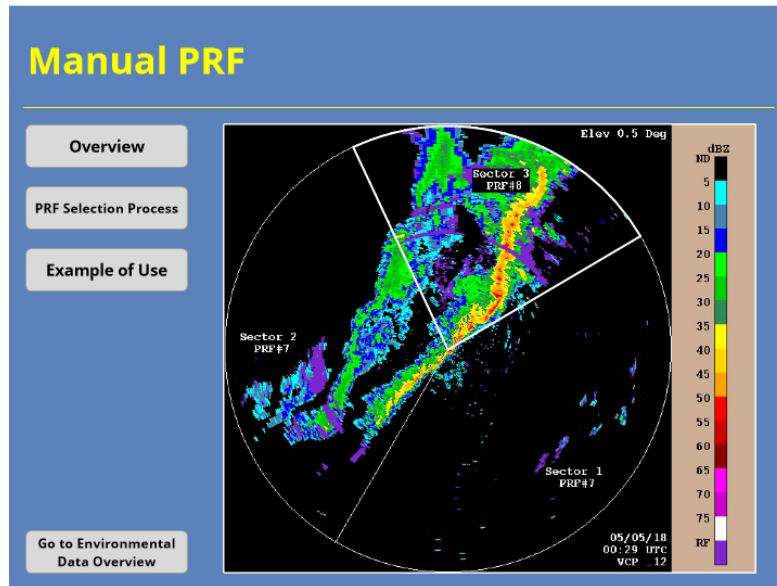 Manual PRF
Overview
PRF Selection Process
Example of Use
Go to Environmental
Data Overview
Elev 0.5 Deg
Sector 3
PRF#8
Sector 2
PRF#7
Sector 1
PRF#7
05/05/18
00:29 UTC
VCP 12
dBZ
ND
5
10
15
20
25
30
35
40
45
50
55
60
65
70
75
RF